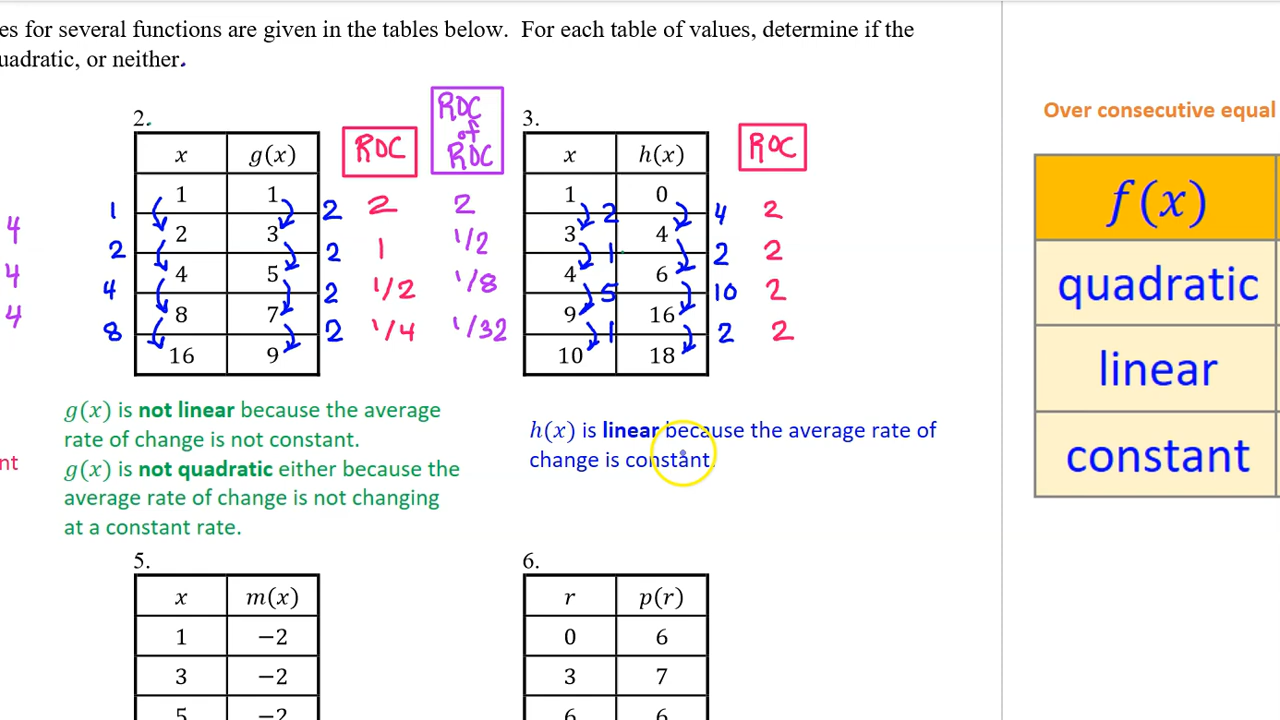 es for several functions are given in the tables below. For each table of values, determine if the
uadratic, or neither.
2.
x g(x)
1 1
2 3
4 5
8 7
16 9
1
2
4
8
2
2
2
2
ROC
2
1
1/2
1/4
ROC
of
ROC
2
1/2
1/8
1/32
4
4
4
g(x) is not linear because the average
rate of change is not constant.
g(x) is not quadratic either because the
average rate of change is not changing
at a constant rate.
nt
3.
x h(x)
1 0
3 4
4 6
9 16
10 18
2
1
5
1
4
2
10
2
ROC
2
2
2
2
h(x) is linear because the average rate of
change is constant.
Over consecutive equal
f(x)
quadratic
linear
constant
5.
x m(x)
1 −2
3 −2
5 −2
6.
r p(r)
0 6
3 7
6 6